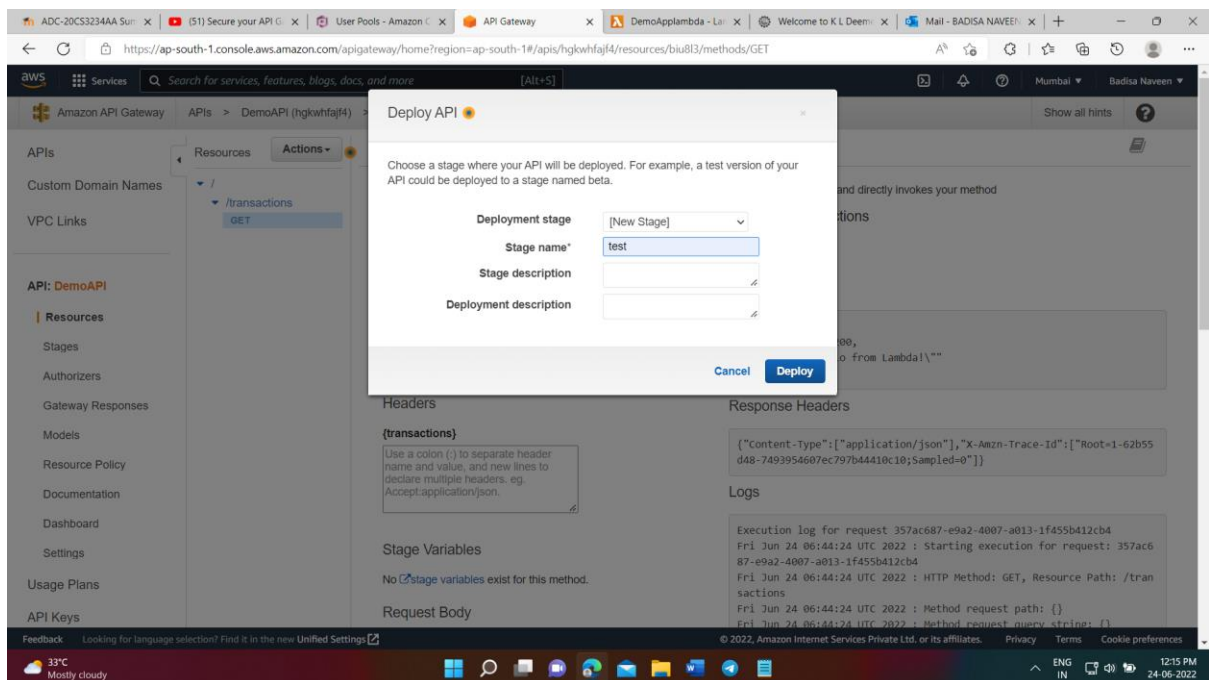 ADC-20CS3234AA Sum
(51) Secure your API G
User Pools - Amazon C
API Gateway
DemoApplambda - La
Welcome to K L Deem
Mail - BADISA NAVEEN
https://ap-south-1.console.aws.amazon.com/apigateway/home?region=ap-south-1#/apis/hgkwhfajf4/resources/biu8l3/methods/GET
aws
Services
Search for services, features, blogs, docs, and more
[Alt+S]
Mumbai
Badisa Naveen
Amazon API Gateway
APIs > DemoAPI (hgkwhfajf4) >
Show all hints
APIs
Custom Domain Names
VPC Links
API: DemoAPI
Resources
Stages
Authorizers
Gateway Responses
Models
Resource Policy
Documentation
Dashboard
Settings
Usage Plans
API Keys
Resources
Actions
/
/transactions
GET
Deploy API
Choose a stage where your API will be deployed. For example, a test version of your
API could be deployed to a stage named beta.
Deployment stage
[New Stage]
Stage name*
test
Stage description
Deployment description
Cancel
Deploy
and directly invokes your method
tions
00,
o from Lambda!\""
Headers
{transactions}
Use a colon (:) to separate header
name and value, and new lines to
declare multiple headers. eg.
Accept:application/json.
Stage Variables
No stage variables exist for this method.
Request Body
Response Headers
{"Content-Type":["application/json"],"X-Amzn-Trace-Id":["Root=1-62b55
d48-7493954607ec797b44410c10;Sampled=0"]}
Logs
Execution log for request 357ac687-e9a2-4007-a013-1f455b412cb4
Fri Jun 24 06:44:24 UTC 2022 : Starting execution for request: 357ac6
87-e9a2-4007-a013-1f455b412cb4
Fri Jun 24 06:44:24 UTC 2022 : HTTP Method: GET, Resource Path: /tran
sactions
Fri Jun 24 06:44:24 UTC 2022 : Method request path: {}
Fri Jun 24 06:44:24 UTC 2022 : Method request query string: {}
Feedback
Looking for language selection? Find it in the new Unified Settings
© 2022, Amazon Internet Services Private Ltd. or its affiliates.
Privacy
Terms
Cookie preferences
33°C
Mostly cloudy
ENG
IN
12:15 PM
24-06-2022